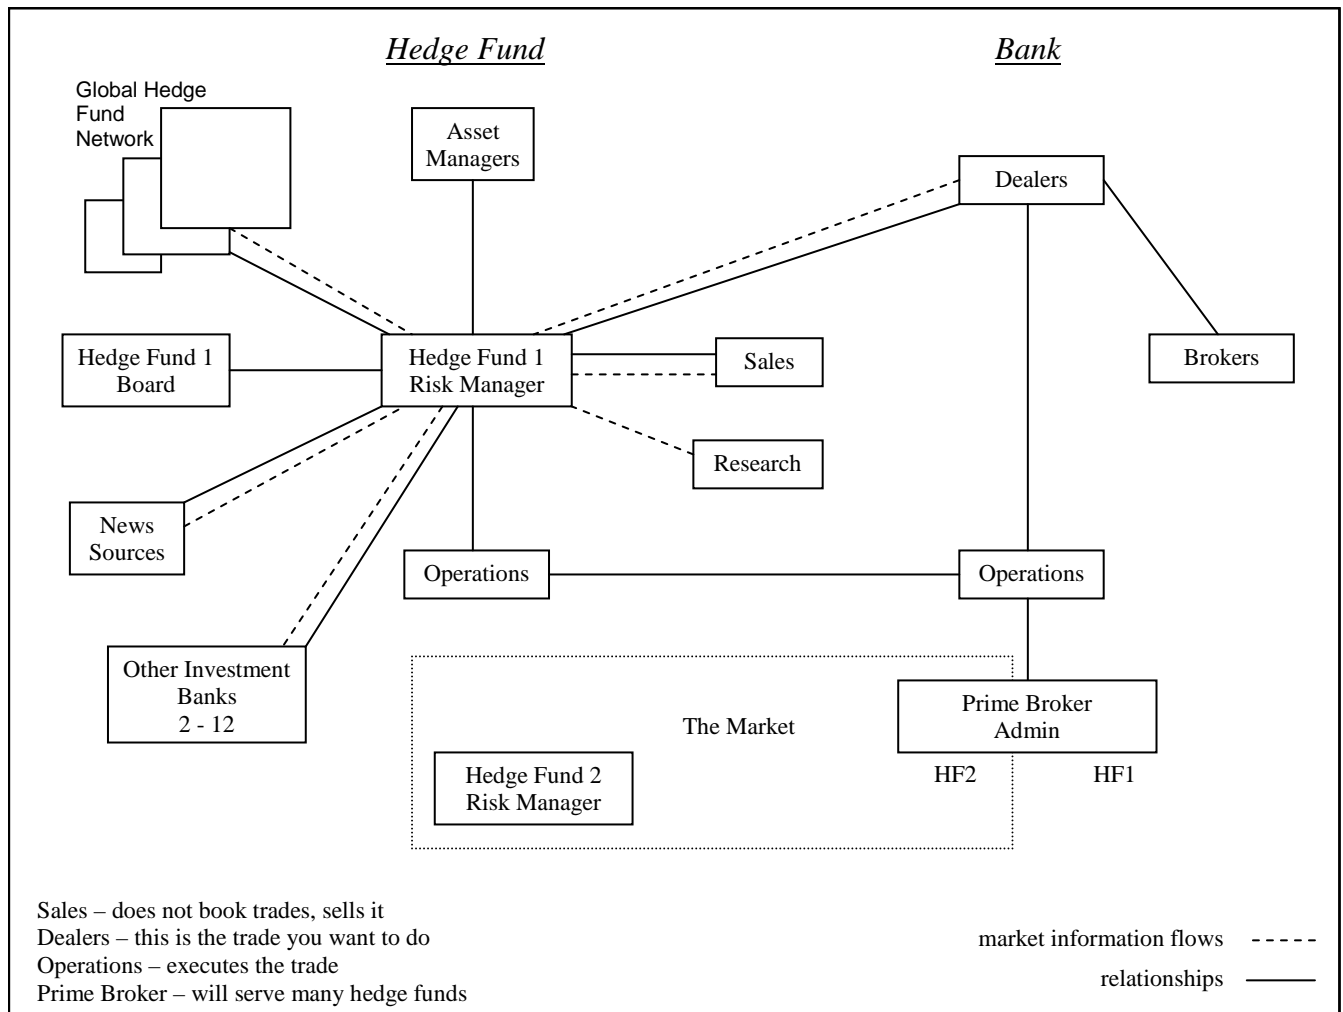 Hedge Fund
Bank
Global Hedge
Fund
Network
Asset
Managers
Dealers
Hedge Fund 1
Board
Hedge Fund 1
Risk Manager
Sales
Brokers
Research
News
Sources
Operations
Operations
Other Investment
Banks
2 - 12
The Market
Prime Broker
Admin
HF2
HF1
Hedge Fund 2
Risk Manager
Sales – does not book trades, sells it
Dealers – this is the trade you want to do
Operations – executes the trade
Prime Broker – will serve many hedge funds
market information flows
relationships